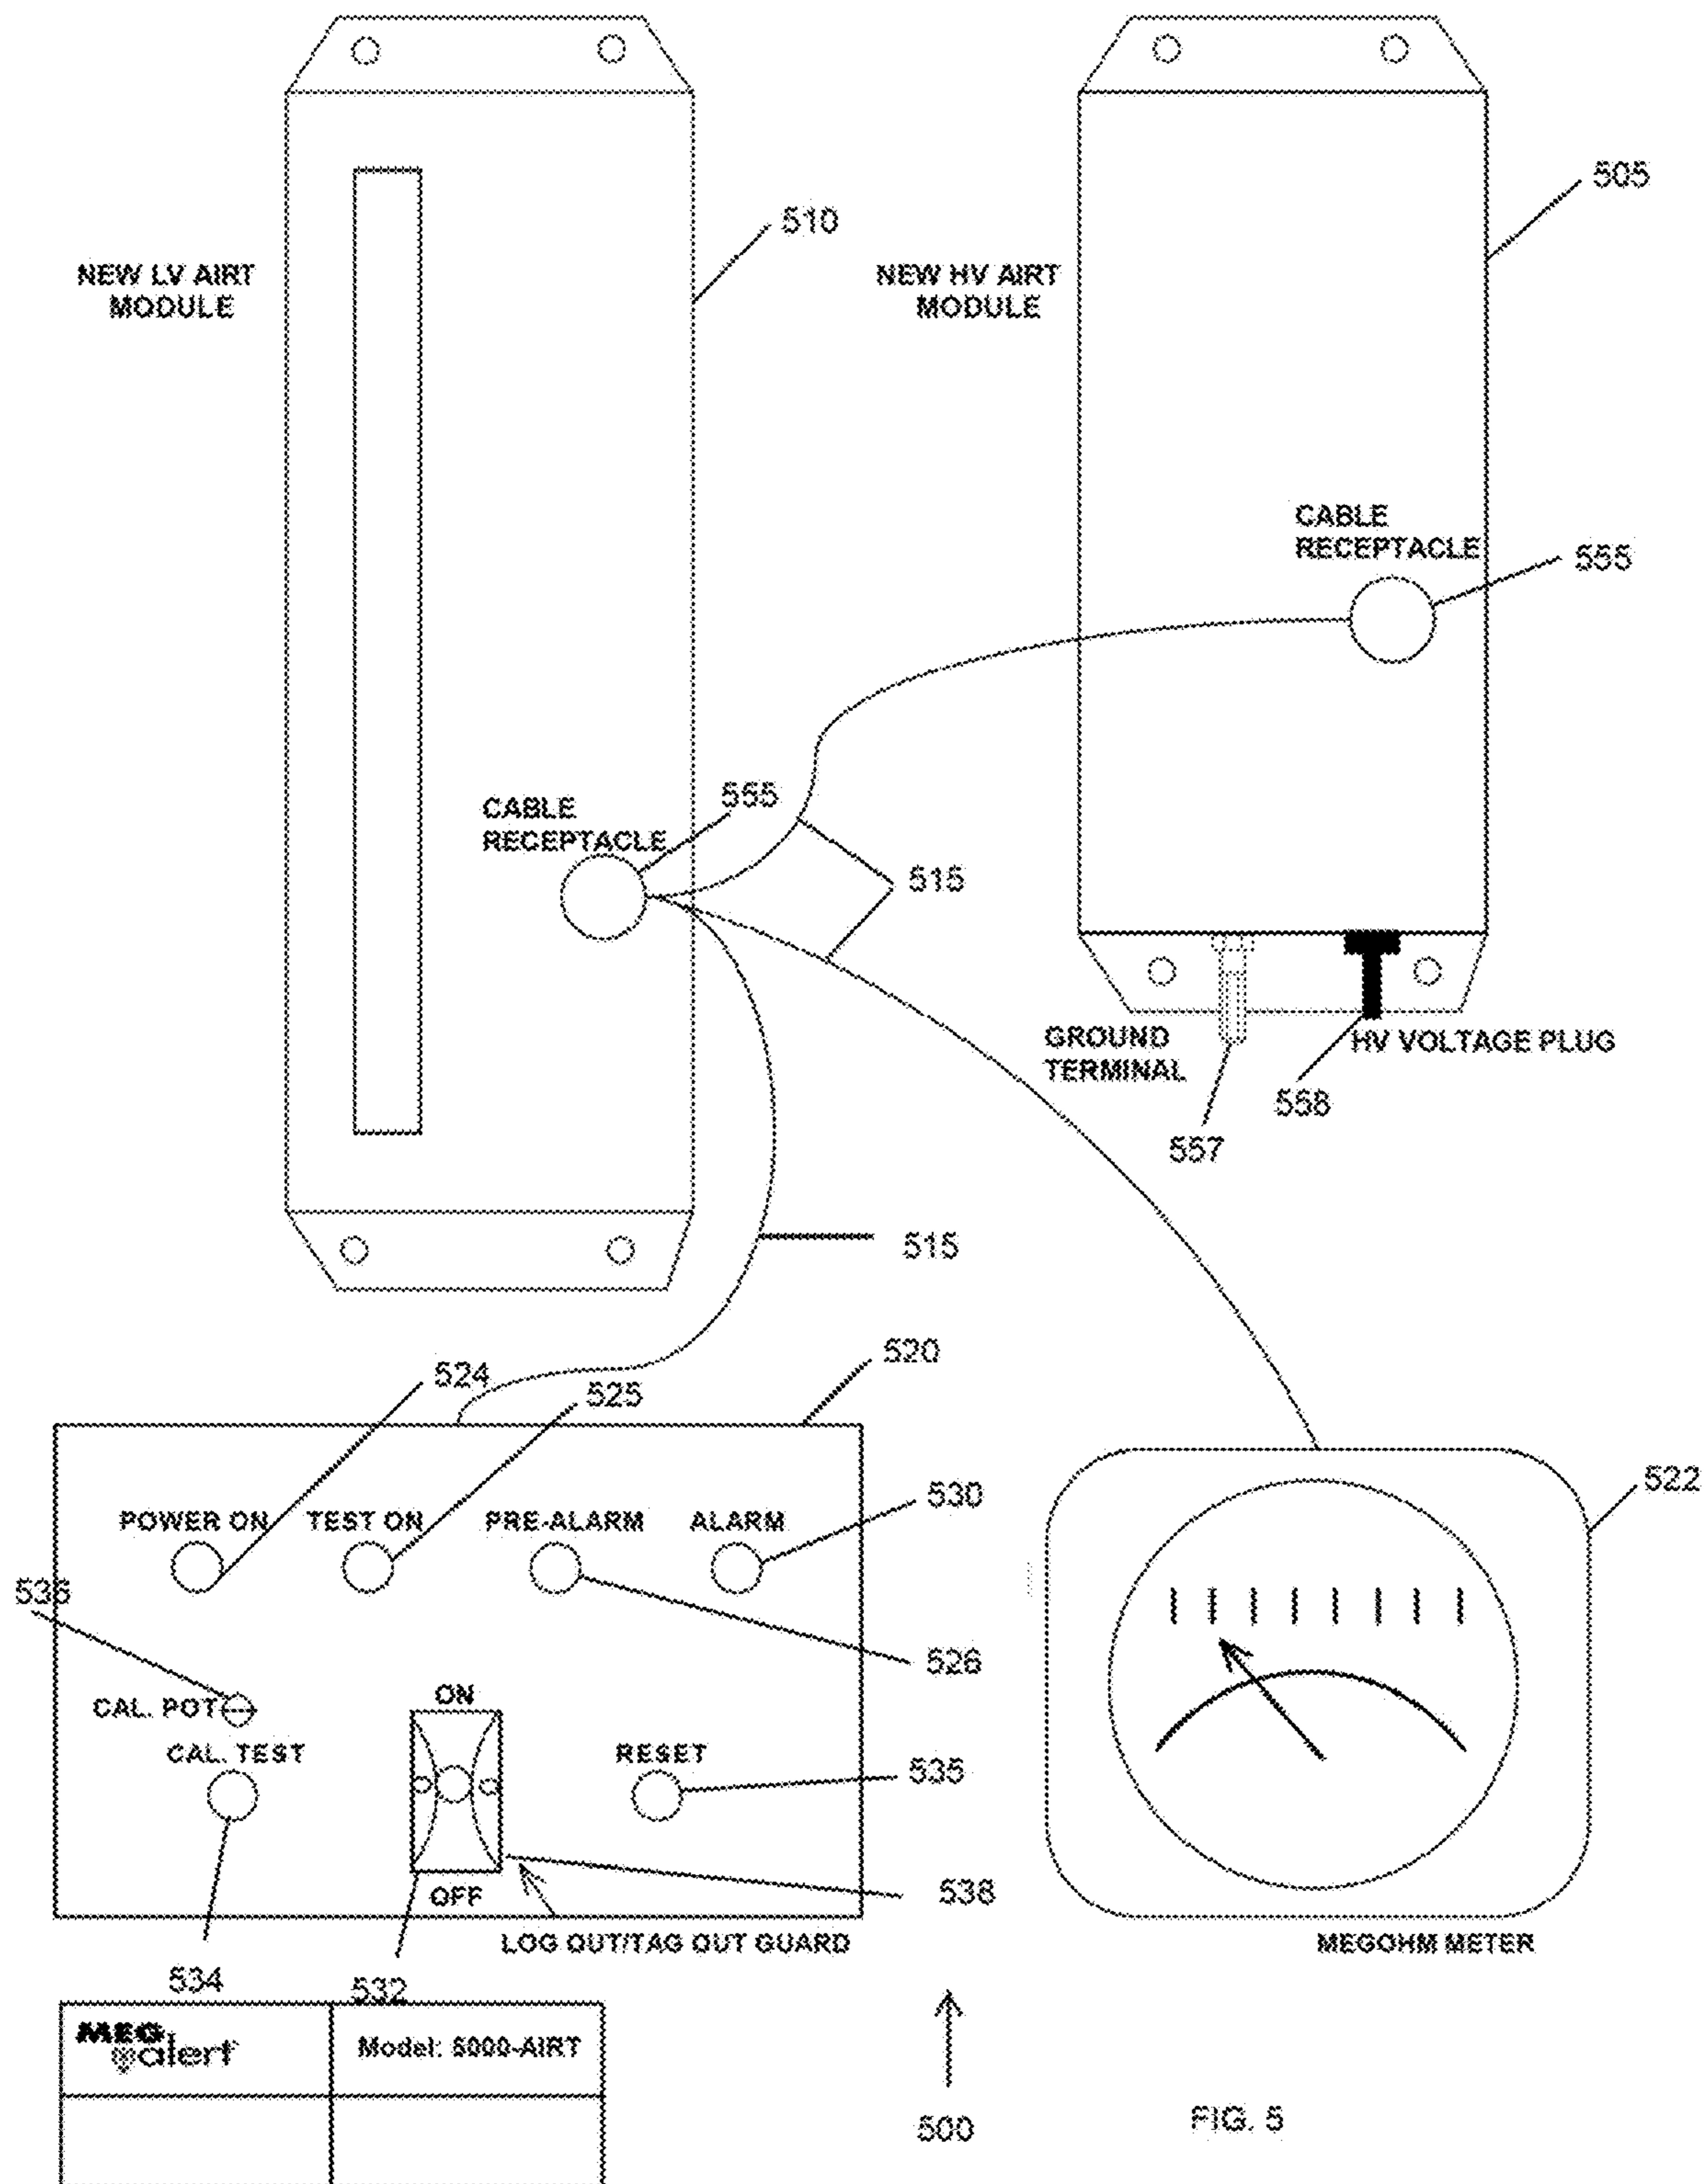 505
510
NEW LV AIRT
MODULE
NEW HV AIRT
MODULE
CABLE
RECEPTACLE
555
CABLE
RECEPTACLE
555
515
GROUND
TERMINAL
HV VOLTAGE PLUG
558
557
515
520
524
525
522
530
POWER ON
TEST ON
PRE-ALARM
ALARM
536
526
CAL. POT
ON
CAL. TEST
RESET
535
OFF
538
LOG OUT/TAG OUT GUARD
MEGOHM METER
534
532
MEG
alert
Model: 5000-AIRT
500
FIG. 5